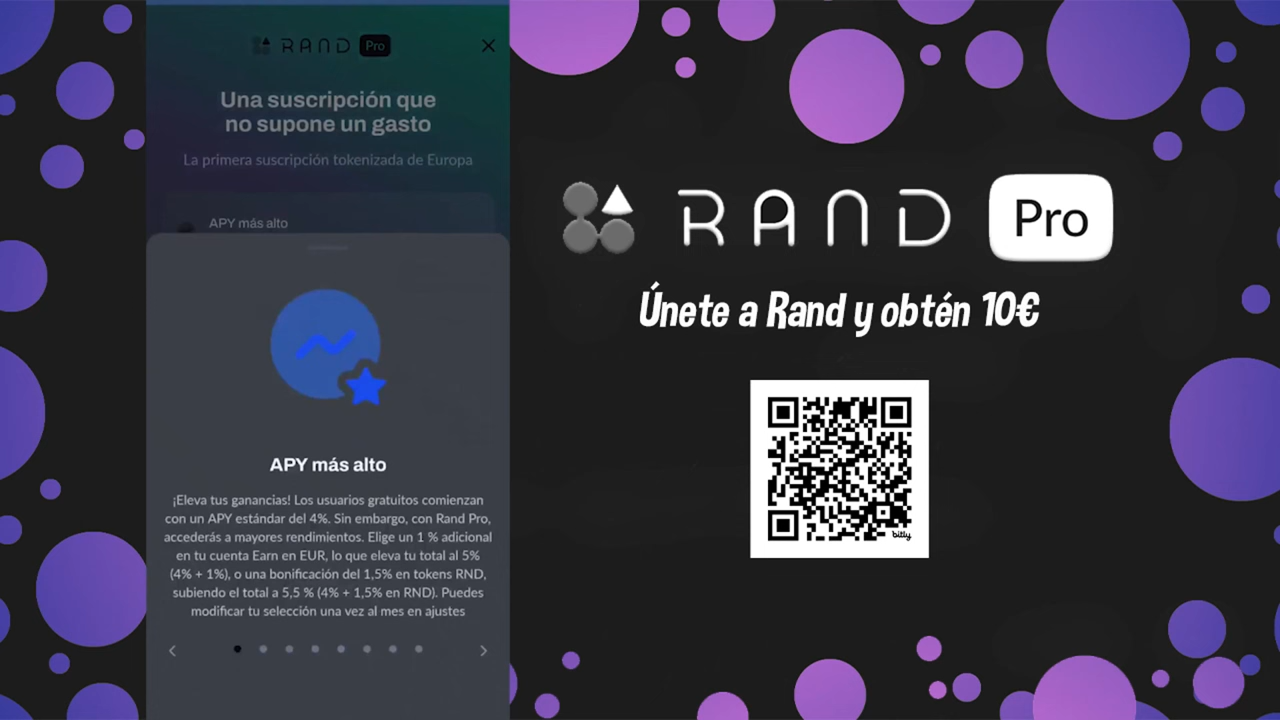 RAND Pro
Una suscripción que
no supone un gasto
La primera suscripción tokenizada de Europa
APY más alto
APY más alto
¡Eleva tus ganancias! Los usuarios gratuitos comienzan
con un APY estándar del 4%. Sin embargo, con Rand Pro,
accederás a mayores rendimientos. Elige un 1 % adicional
en tu cuenta Earn en EUR, lo que eleva tu total al 5%
(4% + 1%), o una bonificación del 1,5% en tokens RND,
subiendo el total a 5,5 % (4% + 1,5% en RND). Puedes
modificar tu selección una vez al mes en ajustes
RAND Pro
Únete a Rand y obtén 10€
bitly